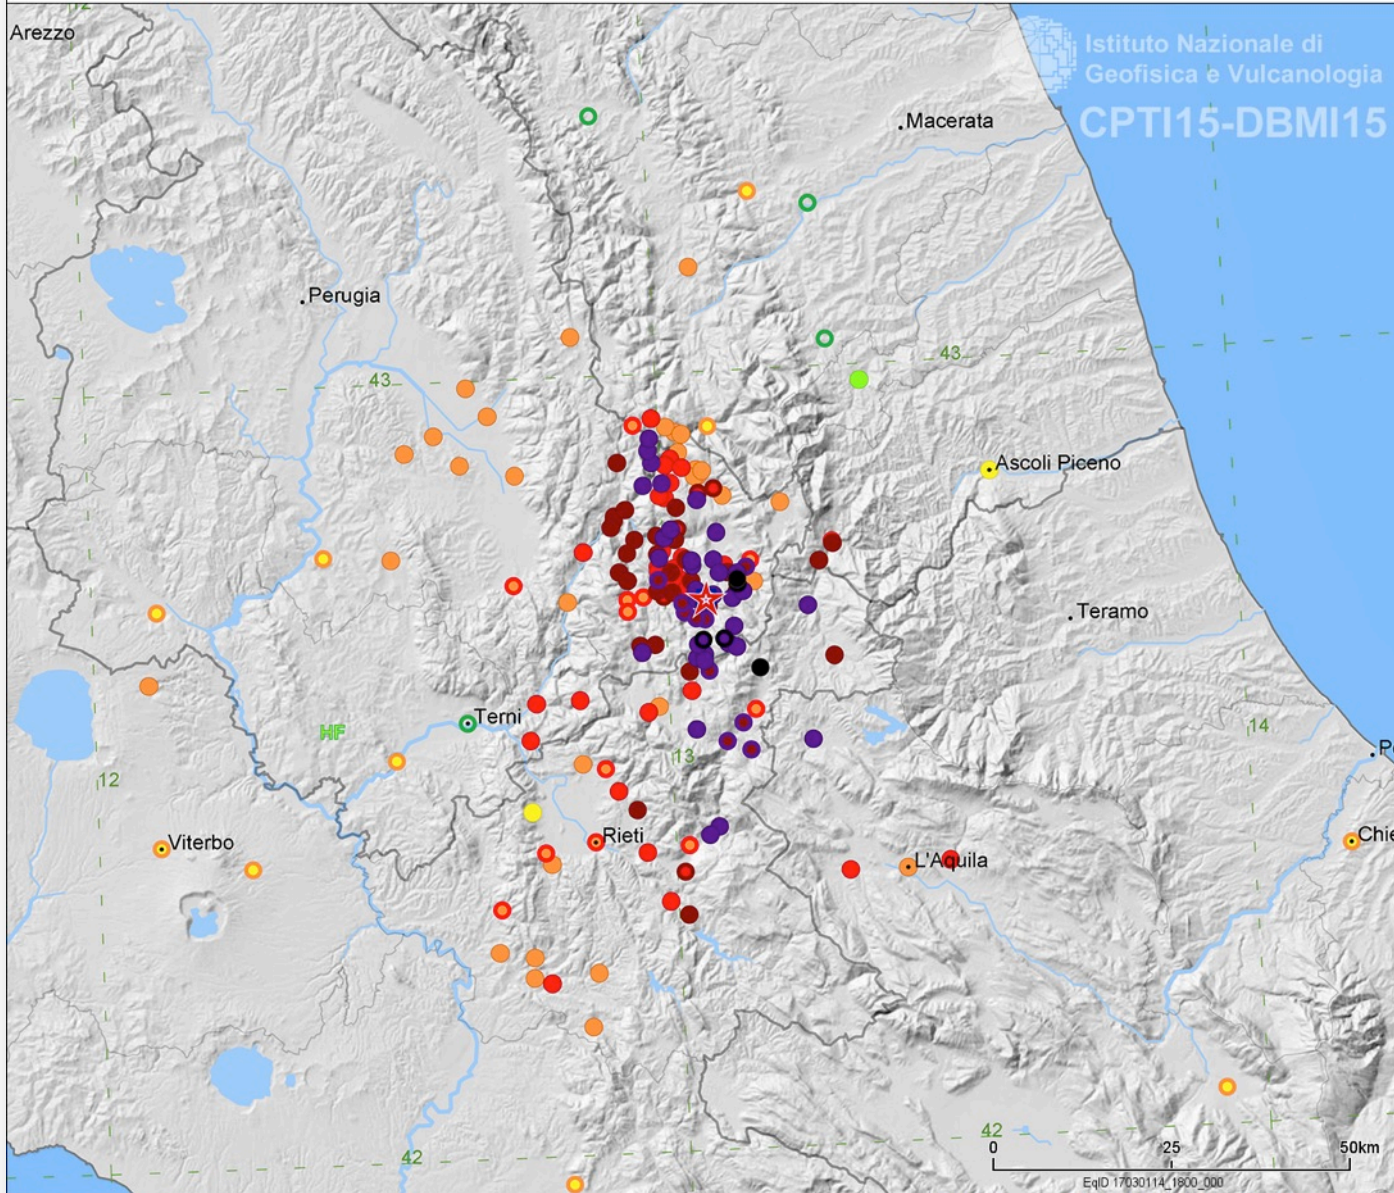 12
Arezzo
Istituto Nazionale di
Geofisica e Vulcanologia
CPTI15-DBMI15
Macerata
Perugia
43
43
Ascoli Piceno
Teramo
Terni
HF
14
13
12
Viterbo
Rieti
L'Aquila
42
42
0 25 50km
EqID 17030114_1800_000